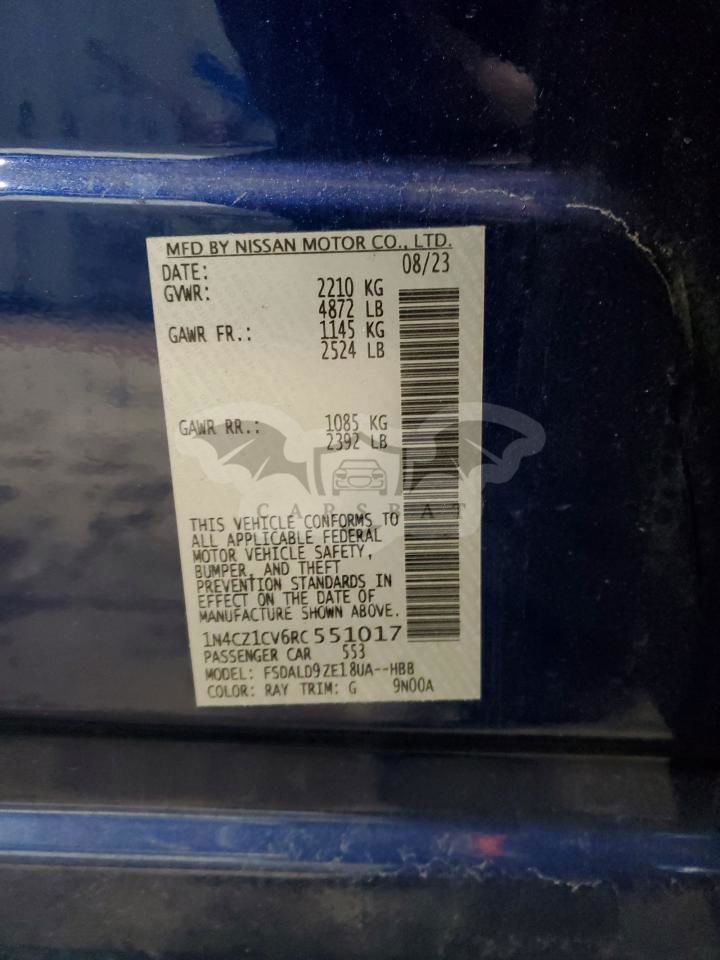 MFD BY NISSAN MOTOR CO., LTD.
DATE: 08/23
GVWR: 2210 KG
4872 LB
GAWR FR.: 1145 KG
2524 LB
GAWR RR.: 1085 KG
2392 LB
CARSBAT
THIS VEHICLE CONFORMS TO
ALL APPLICABLE FEDERAL
MOTOR VEHICLE SAFETY,
BUMPER, AND THEFT
PREVENTION STANDARDS IN
EFFECT ON THE DATE OF
MANUFACTURE SHOWN ABOVE.
1N4CZ1CV6RC551017
PASSENGER CAR 553
MODEL: FSDALD9ZE18UA--HBB
COLOR: RAY TRIM: G 9N00A